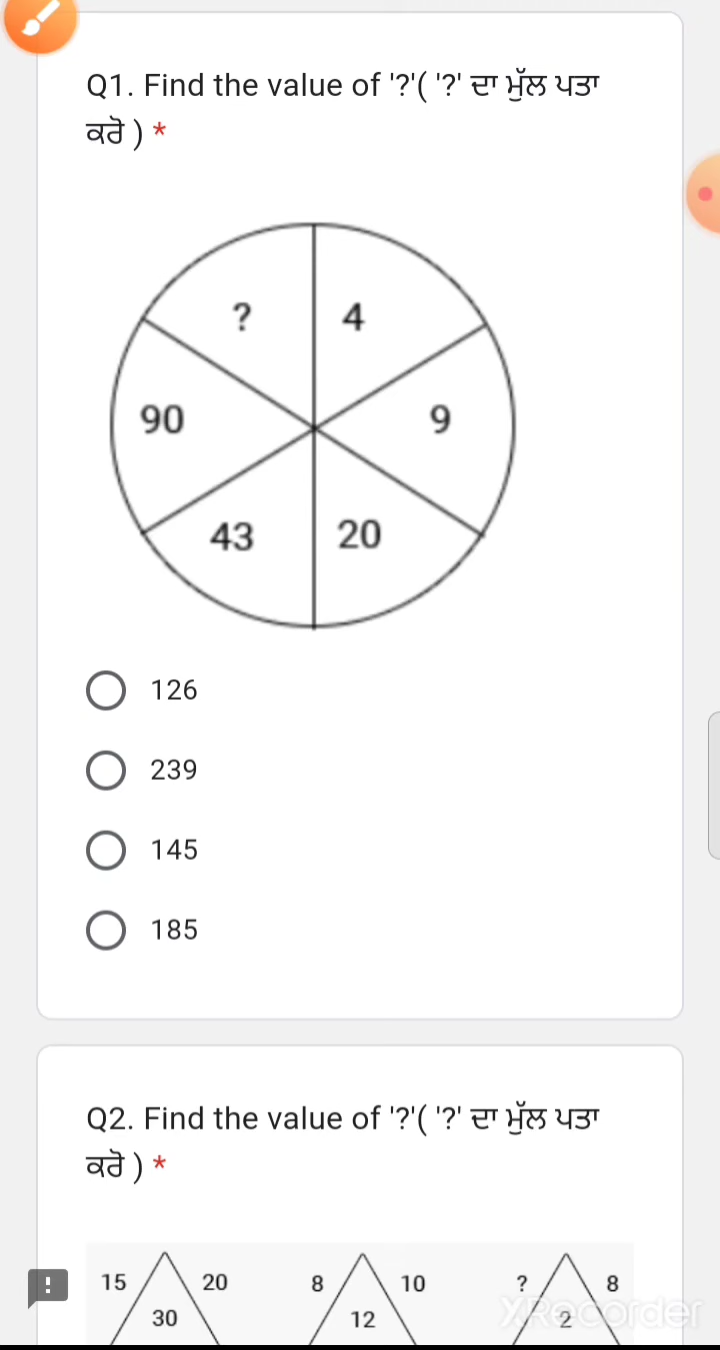 Q1. Find the value of '?'( '?' ਦਾ ਮੁੱਲ ਪਤਾ
ਕਰੋ ) *
? 4
90 9
43 20
126
239
145
185
Q2. Find the value of '?'( '?' ਦਾ ਮੁੱਲ ਪਤਾ
ਕਰੋ ) *
15 20 8 10 ? 8
30 12 2
XRecorder